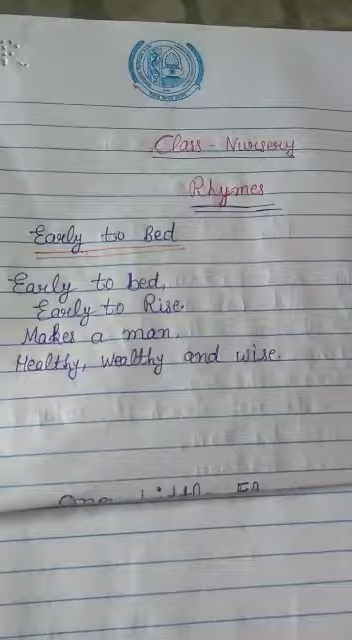 Class - Nursery
Rhymes
Early to Bed
Early to bed,
Early to Rise.
Makes a man,
Healthy, wealthy and wise.